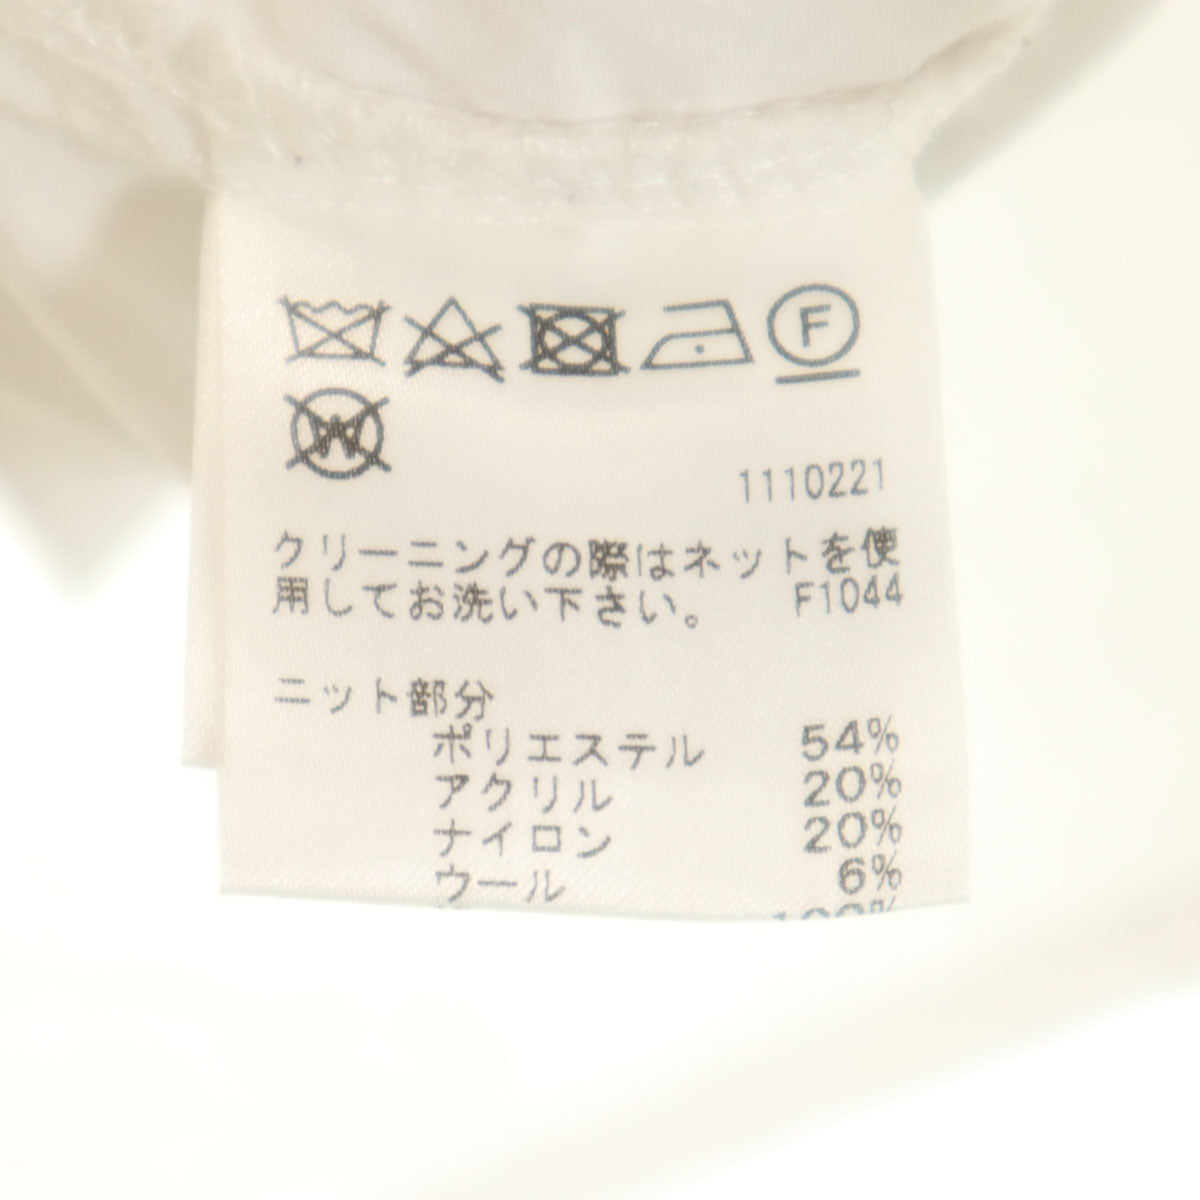 F
W
1110221
クリーニングの際はネットを使
用してお洗い下さい。 F1044
ニット部分
ポリエステル 54%
アクリル 20%
ナイロン 20%
ウール 6%